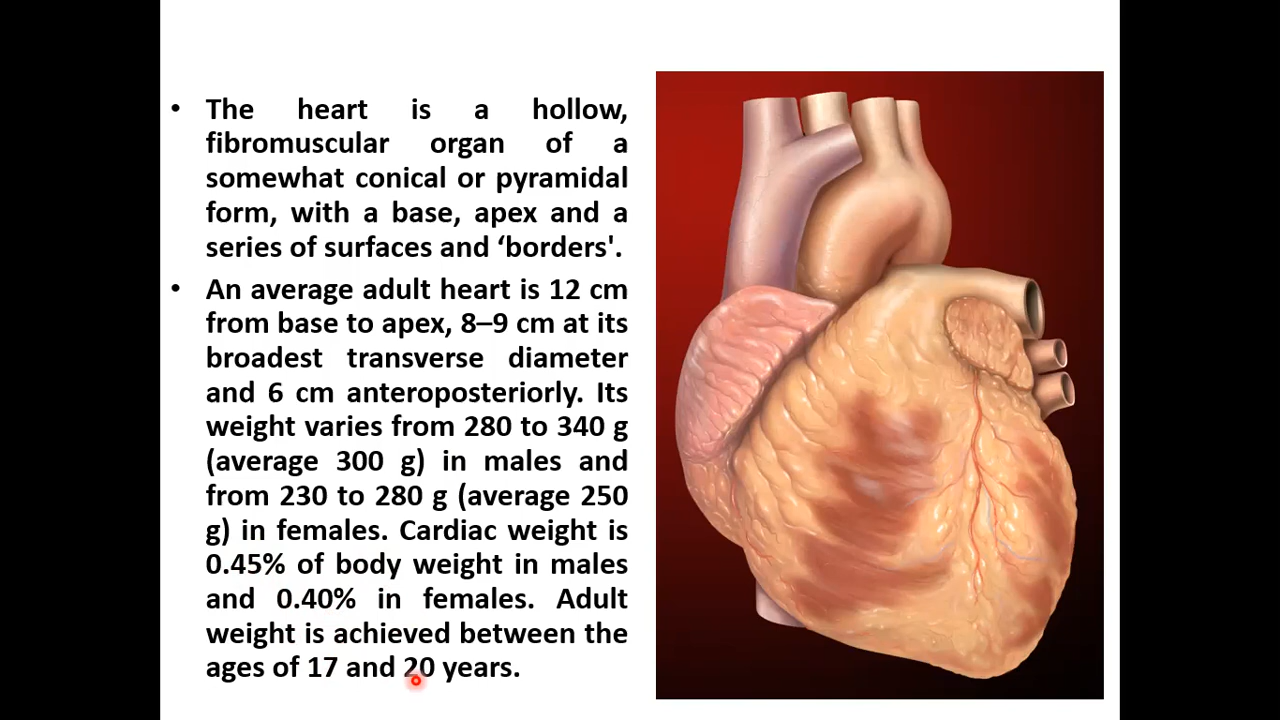 • The heart is a hollow,
fibromuscular organ of a
somewhat conical or pyramidal
form, with a base, apex and a
series of surfaces and ‘borders'.
• An average adult heart is 12 cm
from base to apex, 8–9 cm at its
broadest transverse diameter
and 6 cm anteroposteriorly. Its
weight varies from 280 to 340 g
(average 300 g) in males and
from 230 to 280 g (average 250
g) in females. Cardiac weight is
0.45% of body weight in males
and 0.40% in females. Adult
weight is achieved between the
ages of 17 and 20 years.